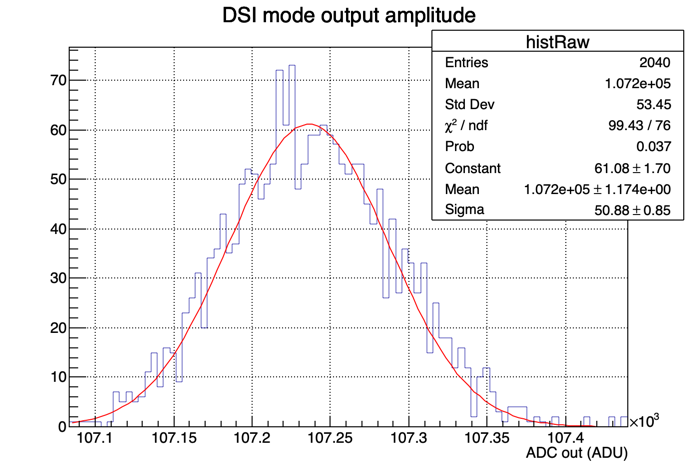 DSI mode output amplitude
histRaw
Entries 2040
Mean 1.072e+05
Std Dev 53.45
χ² / ndf 99.43 / 76
Prob 0.037
Constant 61.08 ± 1.70
Mean 1.072e+05 ± 1.174e+00
Sigma 50.88 ± 0.85
70
60
50
40
30
20
10
0
107.1 107.15 107.2 107.25 107.3 107.35 107.4
×10³
ADC out (ADU)